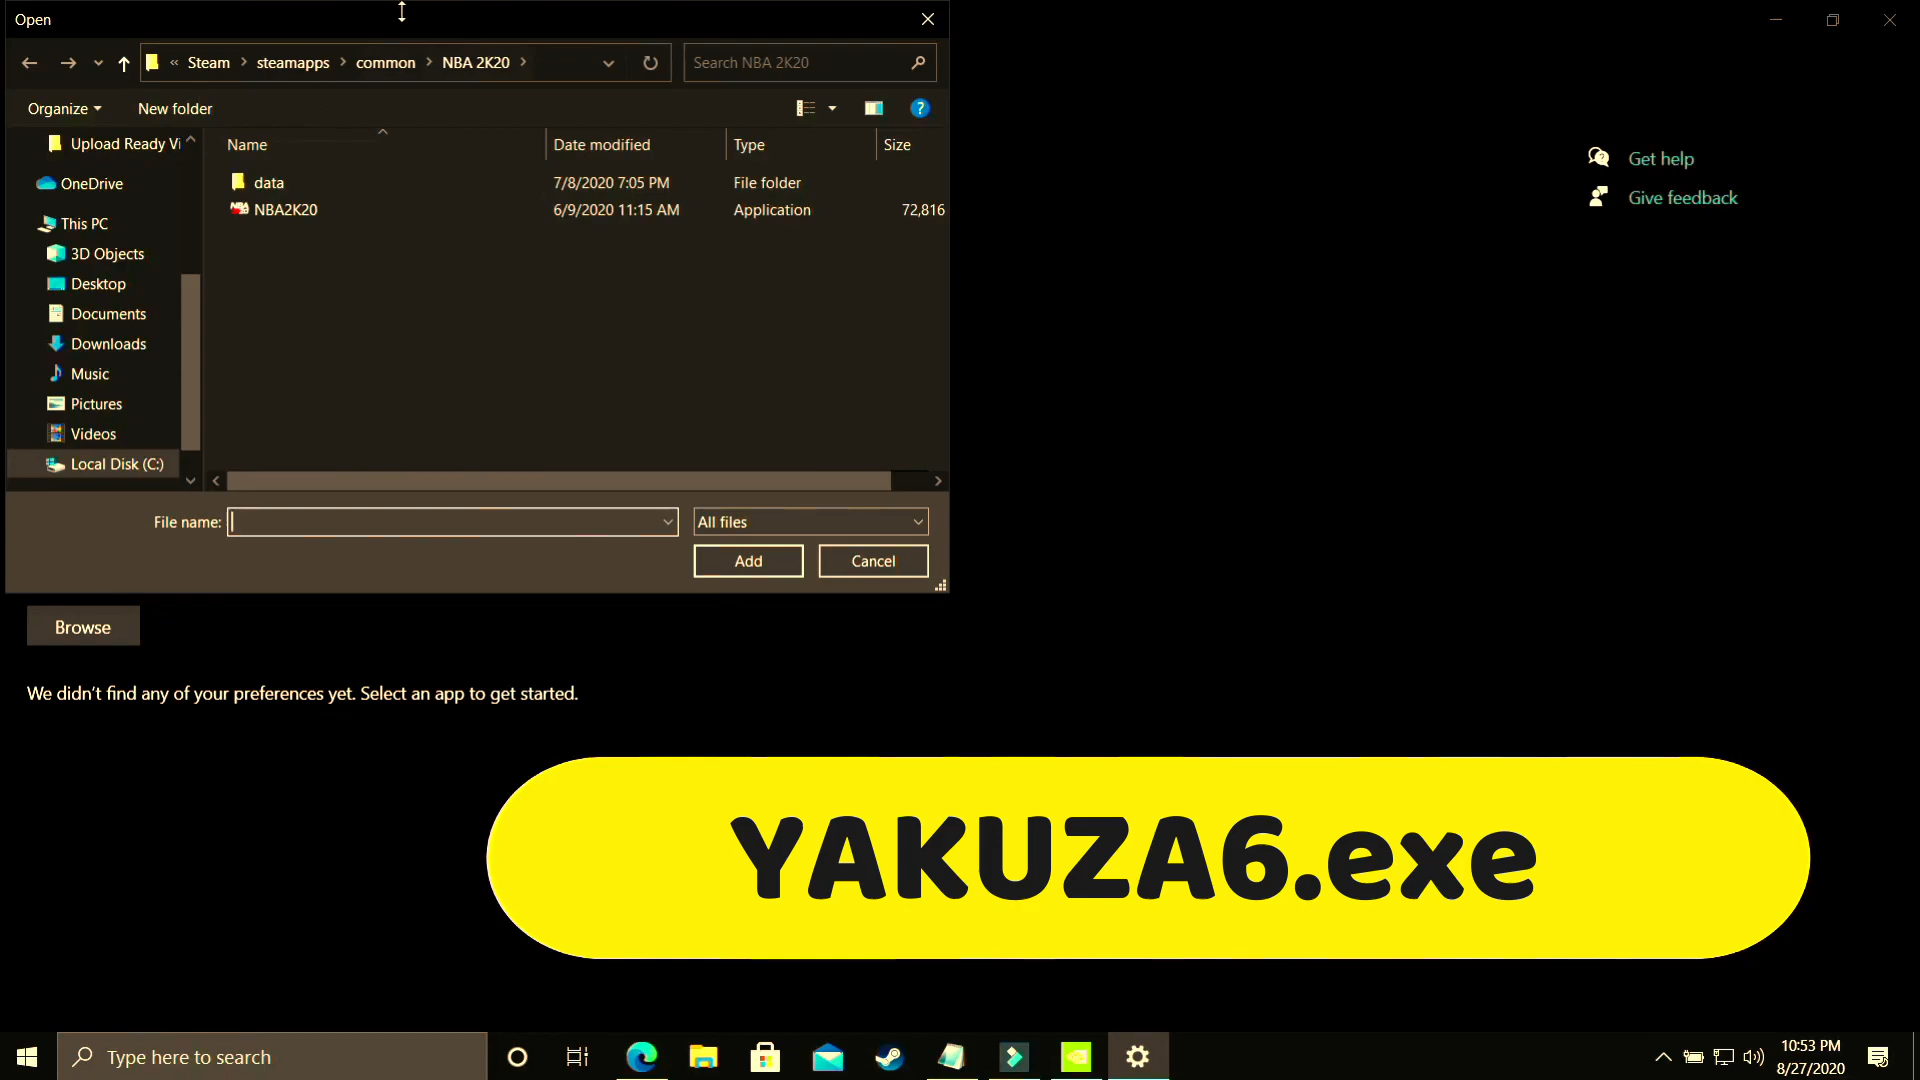 Open
« Steam > steamapps > common > NBA 2K20 >
Search NBA 2K20
Organize
New folder
Name
Date modified
Type
Size
data
7/8/2020 7:05 PM
File folder
NBA2K20
6/9/2020 11:15 AM
Application
72,816
Upload Ready Vi
OneDrive
This PC
3D Objects
Desktop
Documents
Downloads
Music
Pictures
Videos
Local Disk (C:)
File name:
All files
Add
Cancel
Get help
Give feedback
Browse
We didn't find any of your preferences yet. Select an app to get started.
YAKUZA6.exe
Type here to search
10:53 PM
8/27/2020